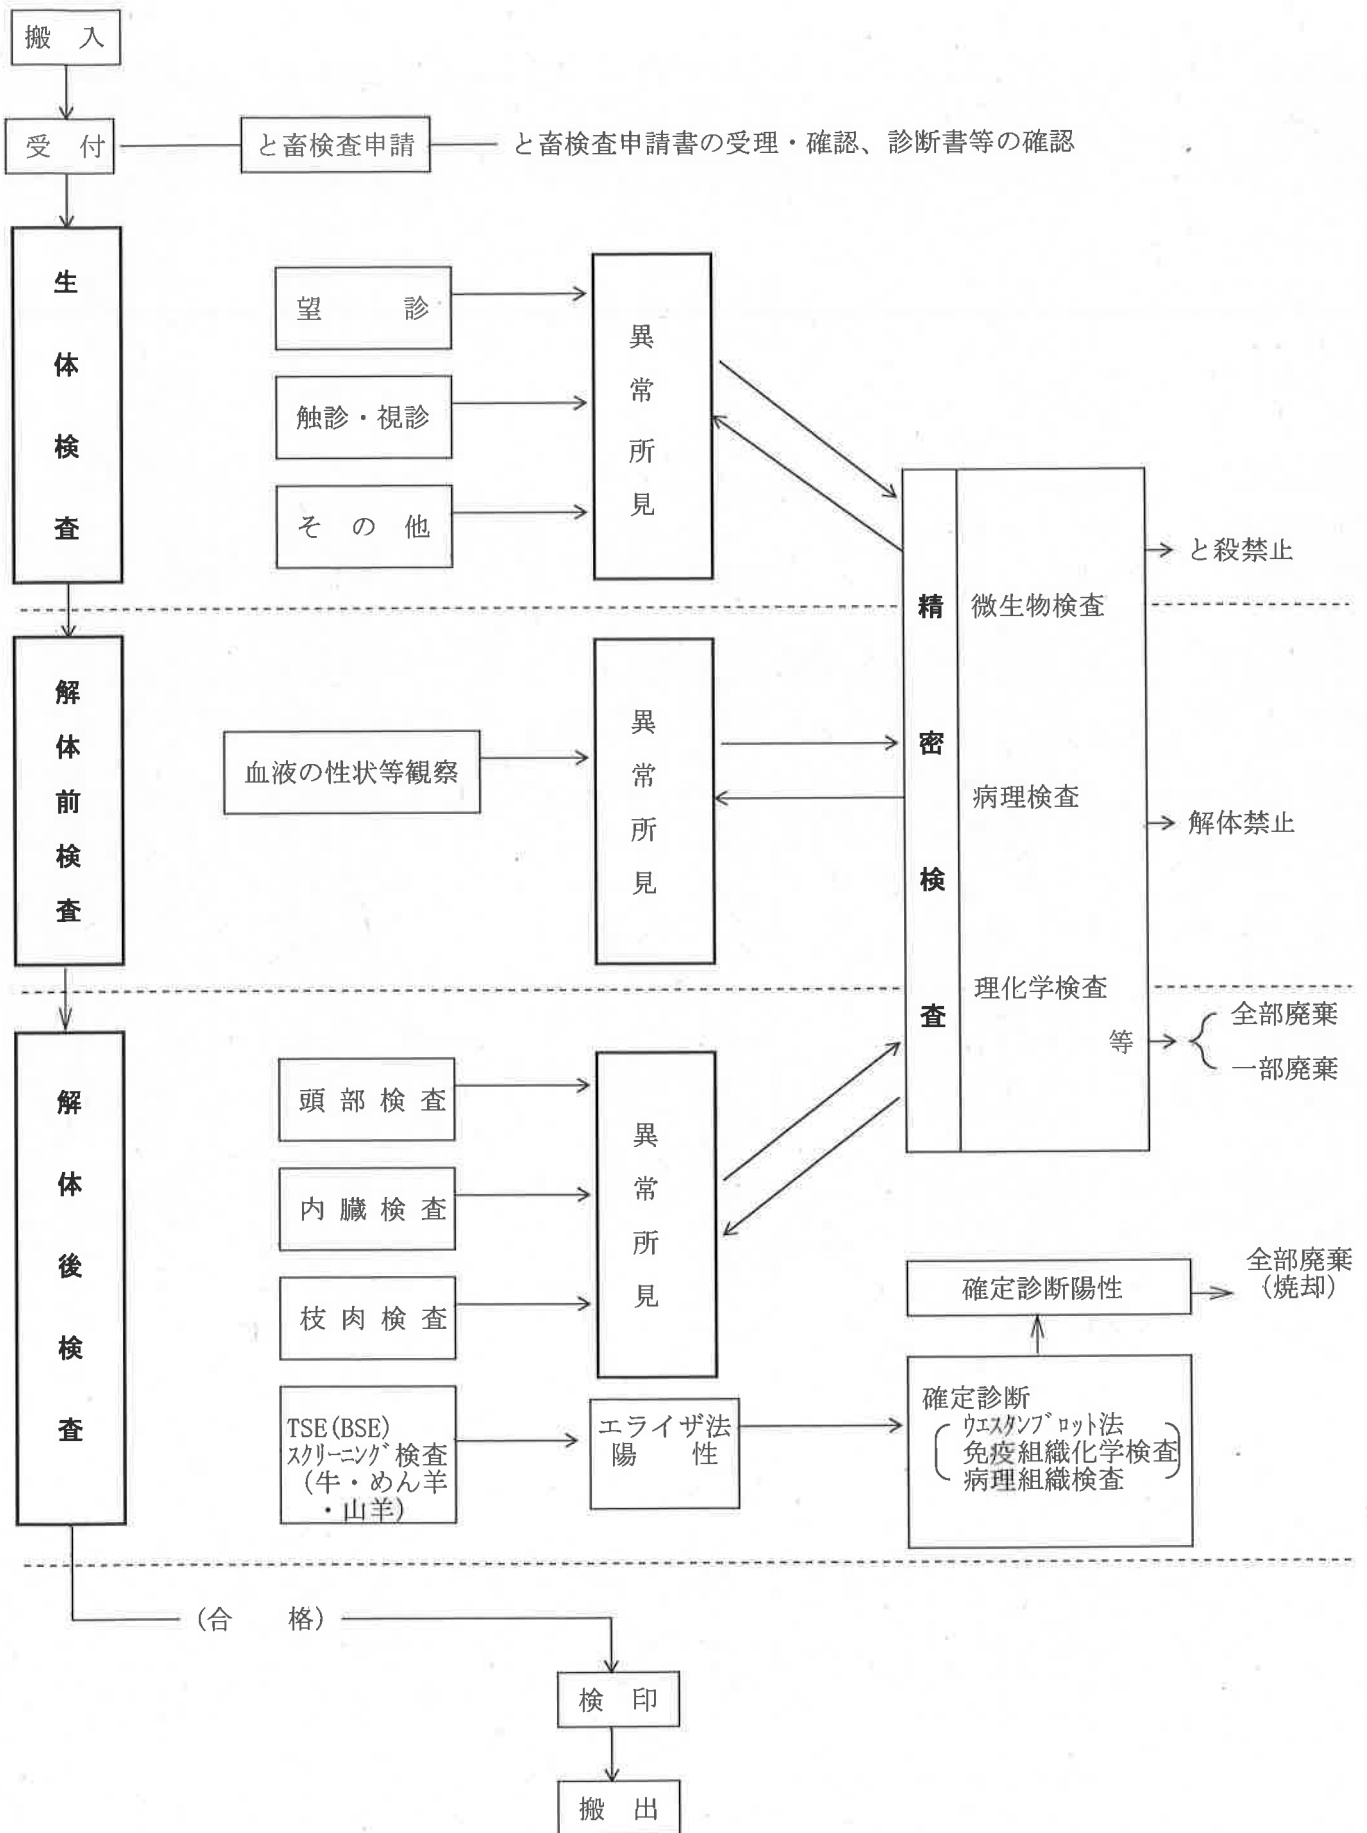 搬　入
受　付
と畜検査申請
と畜検査申請書の受理・確認、診断書等の確認
生体検査
望　　　診
触診・視診
そ　の　他
異常所見
と殺禁止
精密検査
微生物検査
病理検査
理化学検査
等
解体前検査
血液の性状等観察
異常所見
解体禁止
全部廃棄
一部廃棄
解体後検査
頭 部 検 査
内 臓 検 査
枝 肉 検 査
異常所見
TSE(BSE)
ｽｸﾘｰﾆﾝｸﾞ検査
(牛・めん羊
・山羊)
エライザ法
陽　　性
確定診断
ｳｴｽﾀﾝﾌﾞﾛｯﾄ法
免疫組織化学検査
病理組織検査
確定診断陽性
全部廃棄
(焼却)
(合　　格)
検　印
搬　出